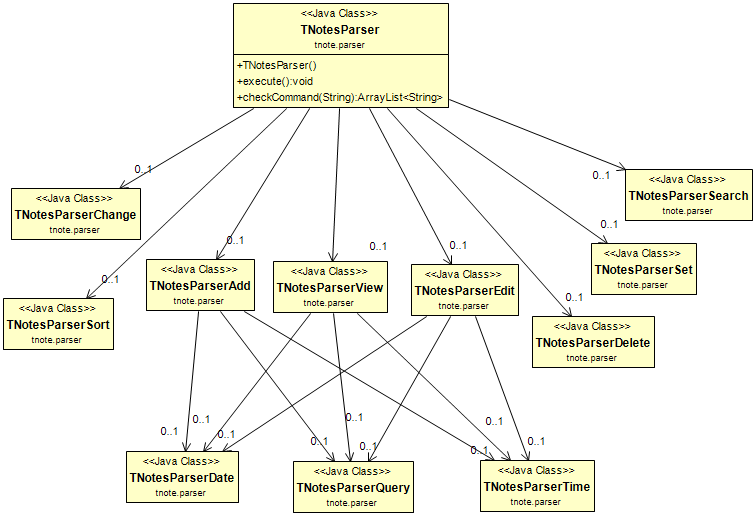 <<Java Class>>
TNotesParser
tnote.parser
+TNotesParser()
+execute():void
+checkCommand(String):ArrayList<String>
0..1
0..1
<<Java Class>>
TNotesParserSearch
tnote.parser
<<Java Class>>
TNotesParserChange
tnote.parser
0..1
0..1
0..1
0..1
<<Java Class>>
TNotesParserSet
tnote.parser
0..1
<<Java Class>>
TNotesParserAdd
tnote.parser
<<Java Class>>
TNotesParserView
tnote.parser
<<Java Class>>
TNotesParserEdit
tnote.parser
0..1
<<Java Class>>
TNotesParserSort
tnote.parser
<<Java Class>>
TNotesParserDelete
tnote.parser
0..1
0..1
0..1
0..1
0..1
0..1
0..1
0..1
0..1
<<Java Class>>
TNotesParserDate
tnote.parser
<<Java Class>>
TNotesParserQuery
tnote.parser
<<Java Class>>
TNotesParserTime
tnote.parser